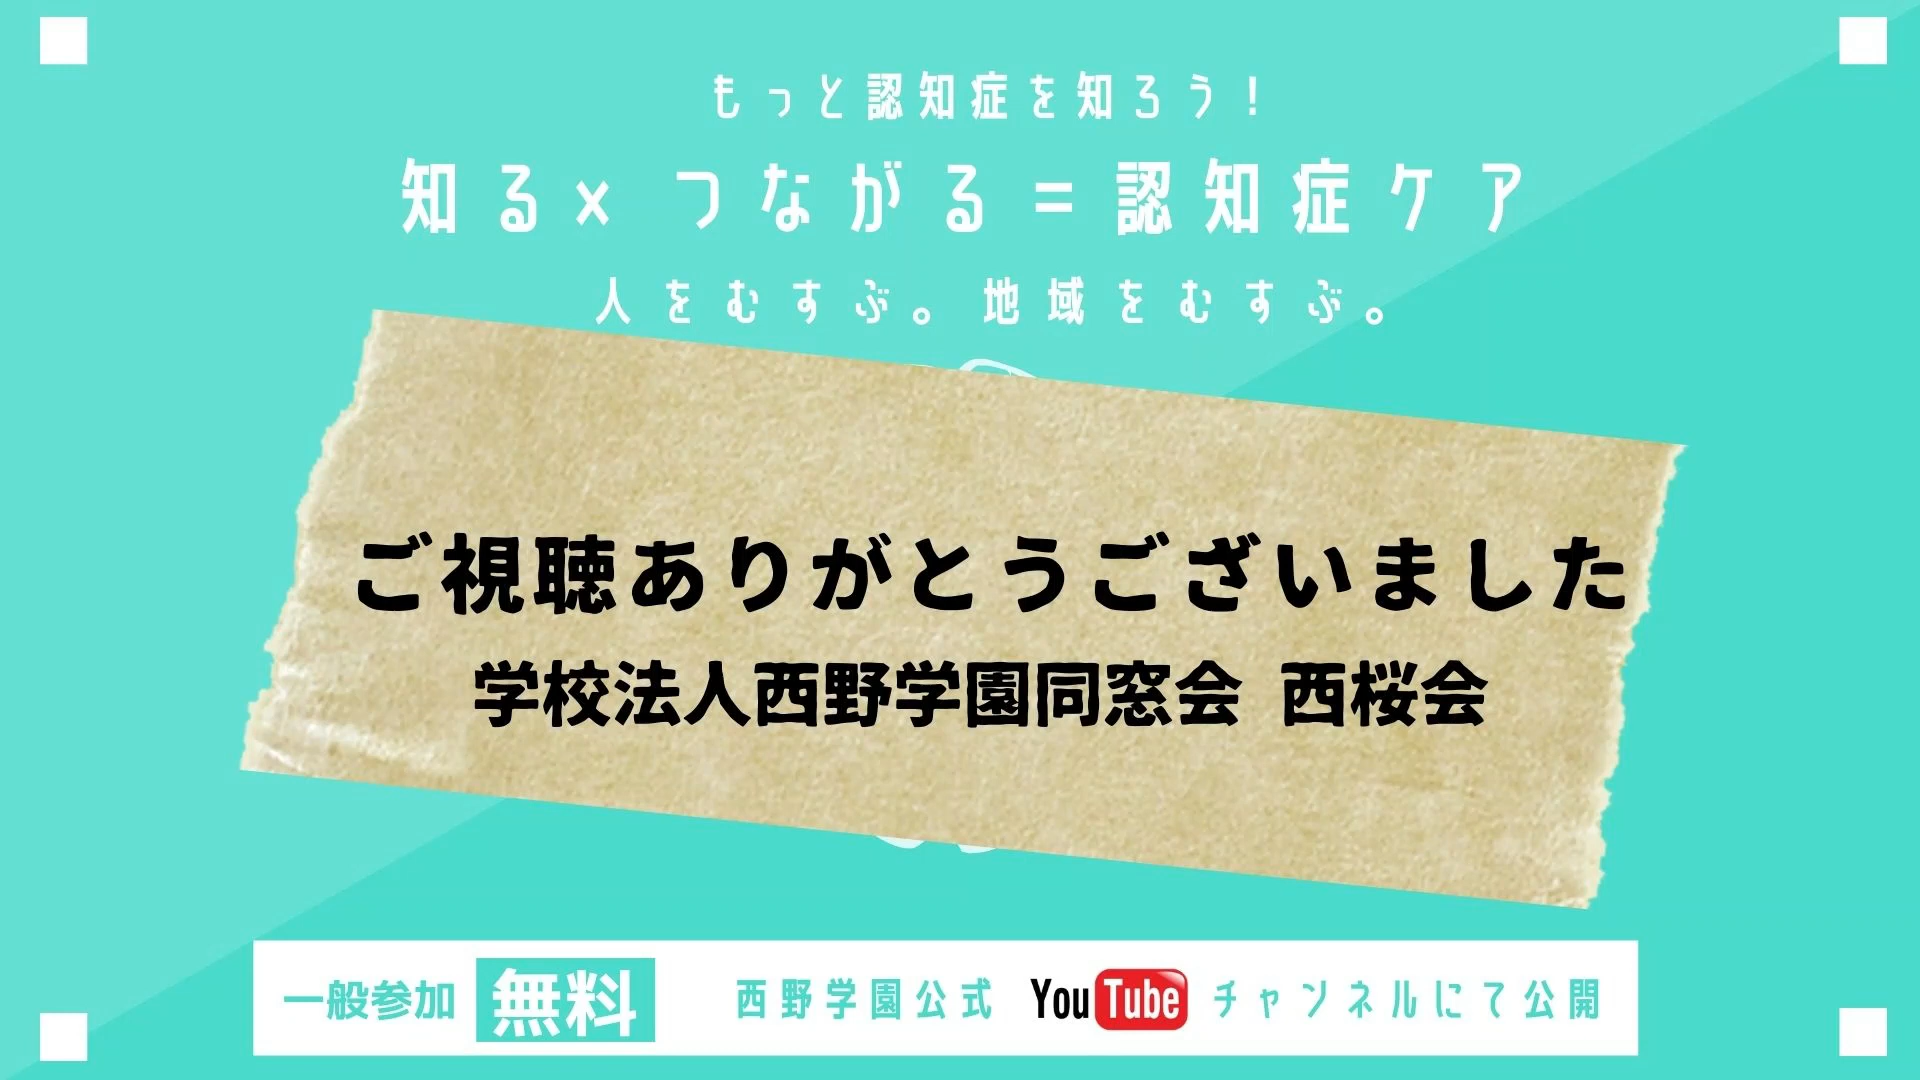 もっと認知症を知ろう！
知る×つながる=認知症ケア
人をむすぶ。地域をむすぶ。
ご視聴ありがとうございました
学校法人西野学園同窓会 西桜会
一般参加 無料 西野学園公式 YouTube チャンネルにて公開